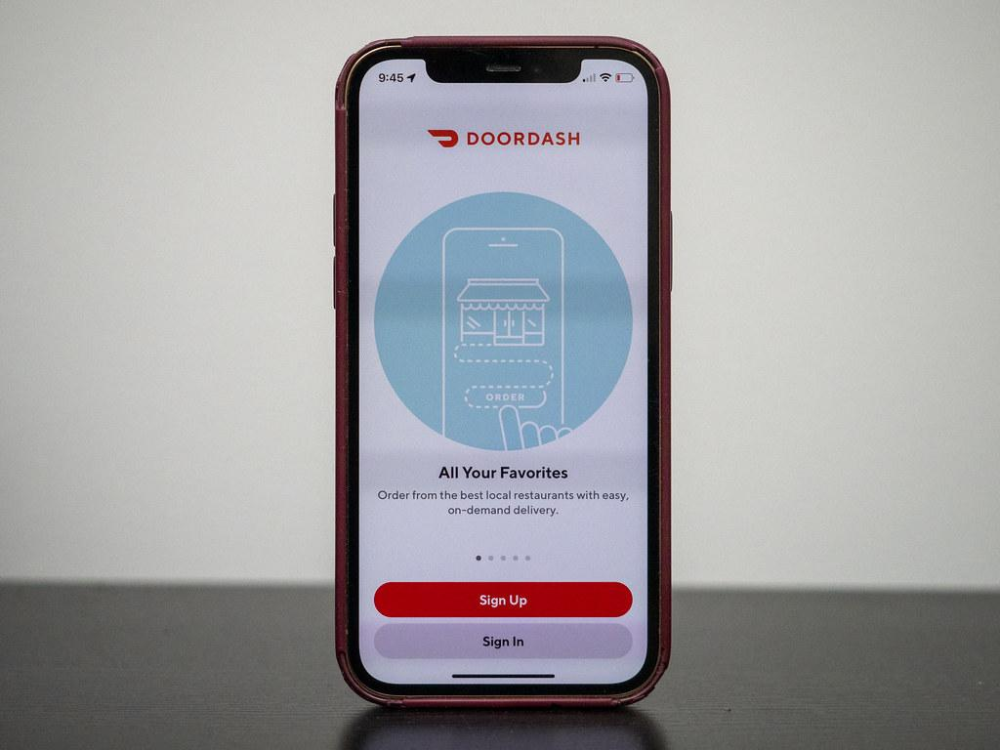 9:45
DOORDASH
ORDER
All Your Favorites
Order from the best local restaurants with easy,
on-demand delivery.
Sign Up
Sign In